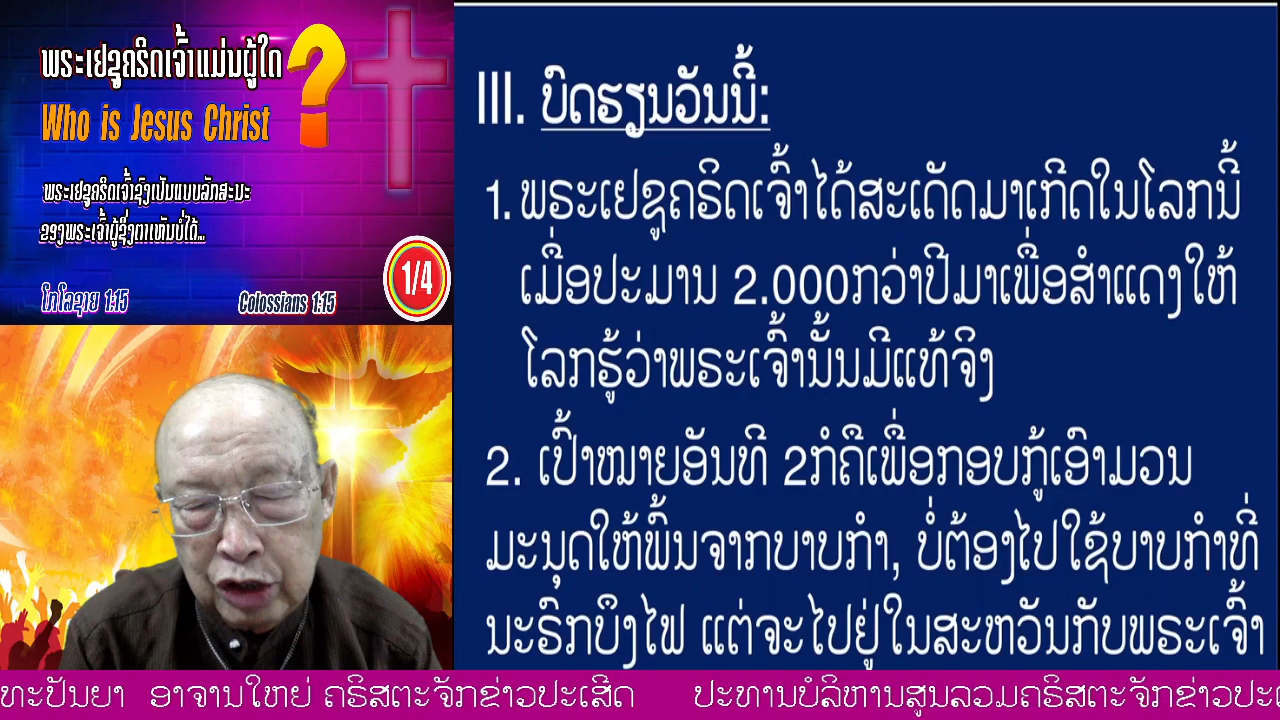 ພຣະເຢຊູຄຣິດເຈົ້າແມ່ນຜູ້ໃດ
?
Who is Jesus Christ
ພຣະເຢຊູຄຣິດເຈົ້າຊົງເປັນແບບລັກສະນະ
ຂອງພຣະເຈົ້າຜູ້ຊຶ່ງຕາເຫັນບໍ່ໄດ້...
ໂກໂລຊາຍ 1:15
Colossians 1:15
1/4
III. ບົດຮຽນວັນນີ້:
1. ພຣະເຢຊູຄຣິດເຈົ້າໄດ້ສະເດັດມາເກີດໃນໂລກນີ້
ເມື່ອປະມານ 2.000ກວ່າປີມາເພື່ອສຳແດງໃຫ້
ໂລກຮູ້ວ່າພຣະເຈົ້ານັ້ນມີແທ້ຈິງ
2. ເປົ້າໝາຍອັນທີ 2ກໍຄືເພື່ອກອບກູ້ເອົາມວນ
ມະນຸດໃຫ້ພົ້ນຈາກບາບກຳ, ບໍ່ຕ້ອງໄປໃຊ້ບາບກຳທີ່
ນະຣົກບຶງໄຟ ແຕ່ຈະໄປຢູ່ໃນສະຫວັນກັບພຣະເຈົ້າ
ທະປັນຍາ ອາຈານໃຫຍ່ ຄຣິສຕະຈັກຂ່າວປະເສີດ ປະທານບໍລິຫານສູນລວມຄຣິສຕະຈັກຂ່າວປະ